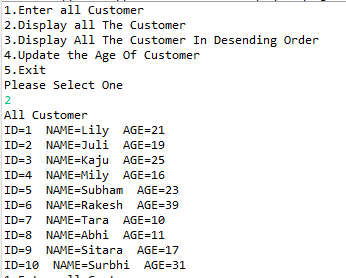 1.Enter all Customer
2.Display all The Customer
3.Display All The Customer In Desending Order
4.Update the Age Of Customer
5.Exit
Please Select One
2
All Customer
ID=1  NAME=Lily  AGE=21
ID=2  NAME=Juli  AGE=19
ID=3  NAME=Kaju  AGE=25
ID=4  NAME=Mily  AGE=16
ID=5  NAME=Subham  AGE=23
ID=6  NAME=Rakesh  AGE=39
ID=7  NAME=Tara  AGE=10
ID=8  NAME=Abhi  AGE=11
ID=9  NAME=Sitara  AGE=17
ID=10  NAME=Surbhi  AGE=31